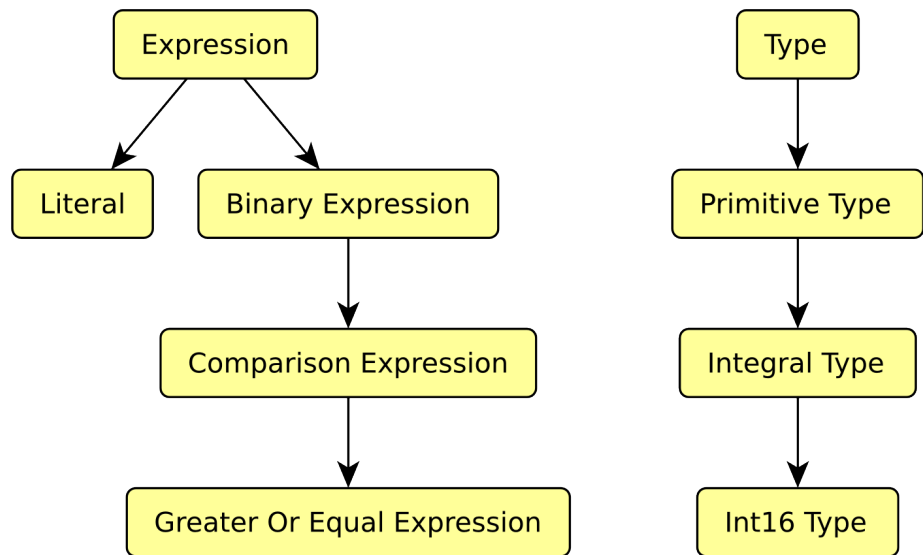 Expression
Type
Literal
Binary Expression
Primitive Type
Comparison Expression
Integral Type
Greater Or Equal Expression
Int16 Type